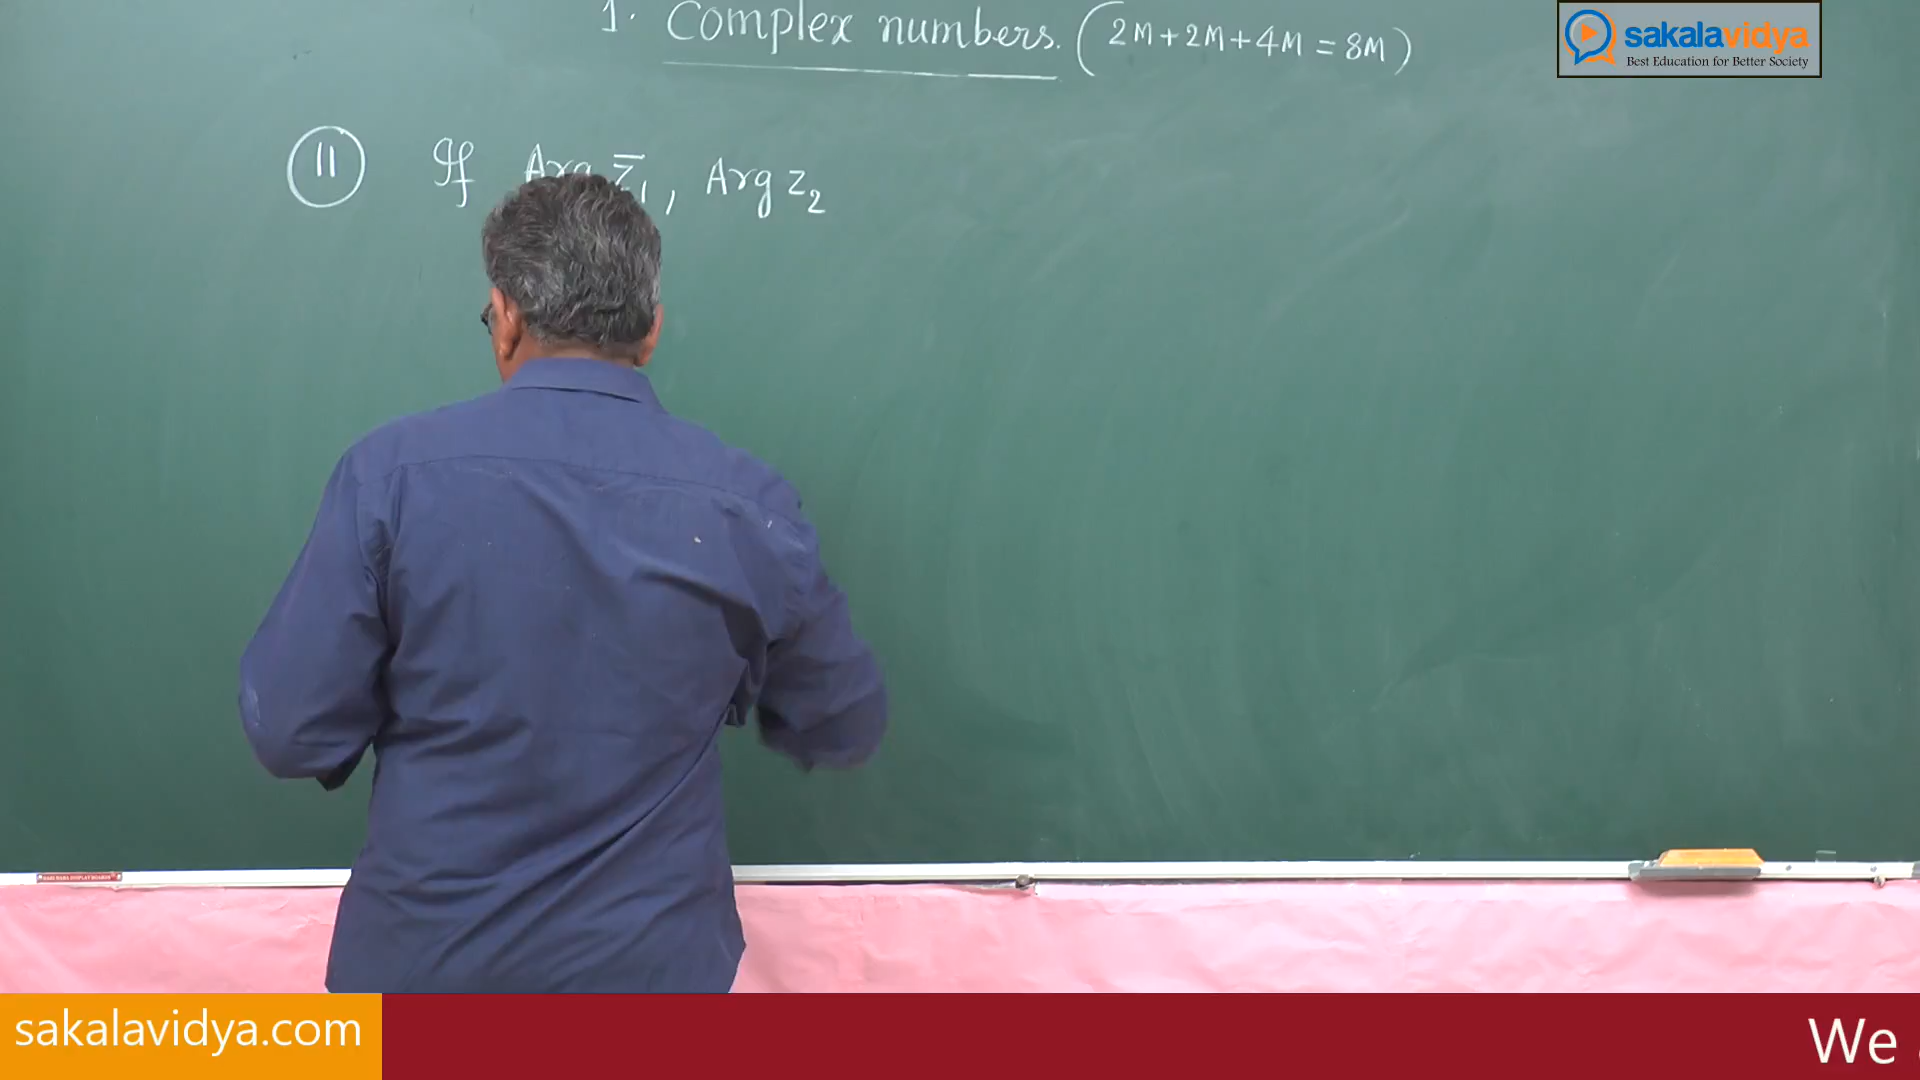 1. Complex numbers. (2M+2M+4M = 8M)
sakalavidya
Best Education for Better Society
11 If Arg z̅₁, Arg z₂
sakalavidya.com
We